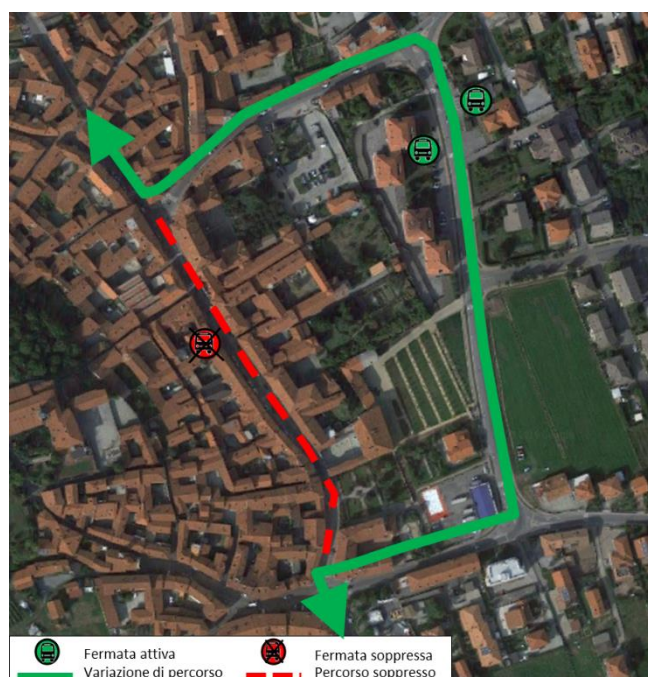 Fermata attiva
Fermata soppressa
Variazione di percorso
Percorso soppresso